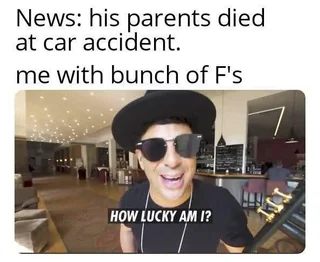 News: his parents died
at car accident.
me with bunch of F's
HOW LUCKY AM I?